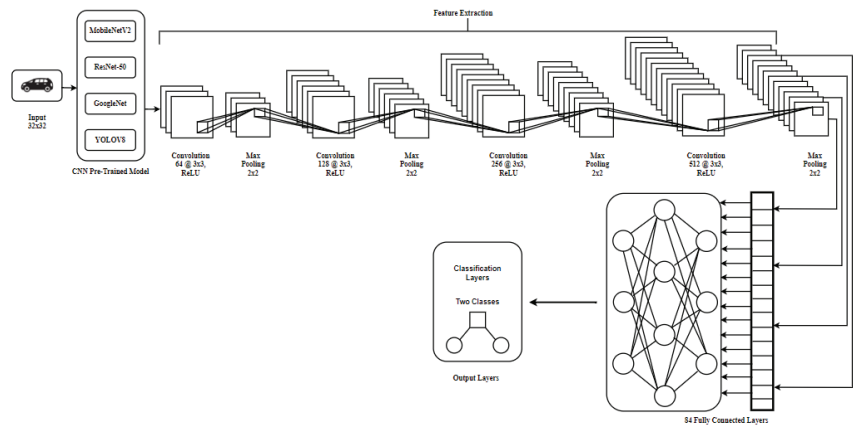 Feature Extraction
MobileNetV2
ResNet-50
GoogleNet
YOLOV8
Input
32x32
CNN Pre-Trained Model
Convolution
64 @ 3x3,
ReLU
Max
Pooling
2x2
Convolution
128 @ 3x3,
ReLU
Max
Pooling
2x2
Convolution
256 @ 3x3,
ReLU
Max
Pooling
2x2
Convolution
512 @ 3x3,
ReLU
Max
Pooling
2x2
Classification
Layers
Two Classes
Output Layers
84 Fully Connected Layers